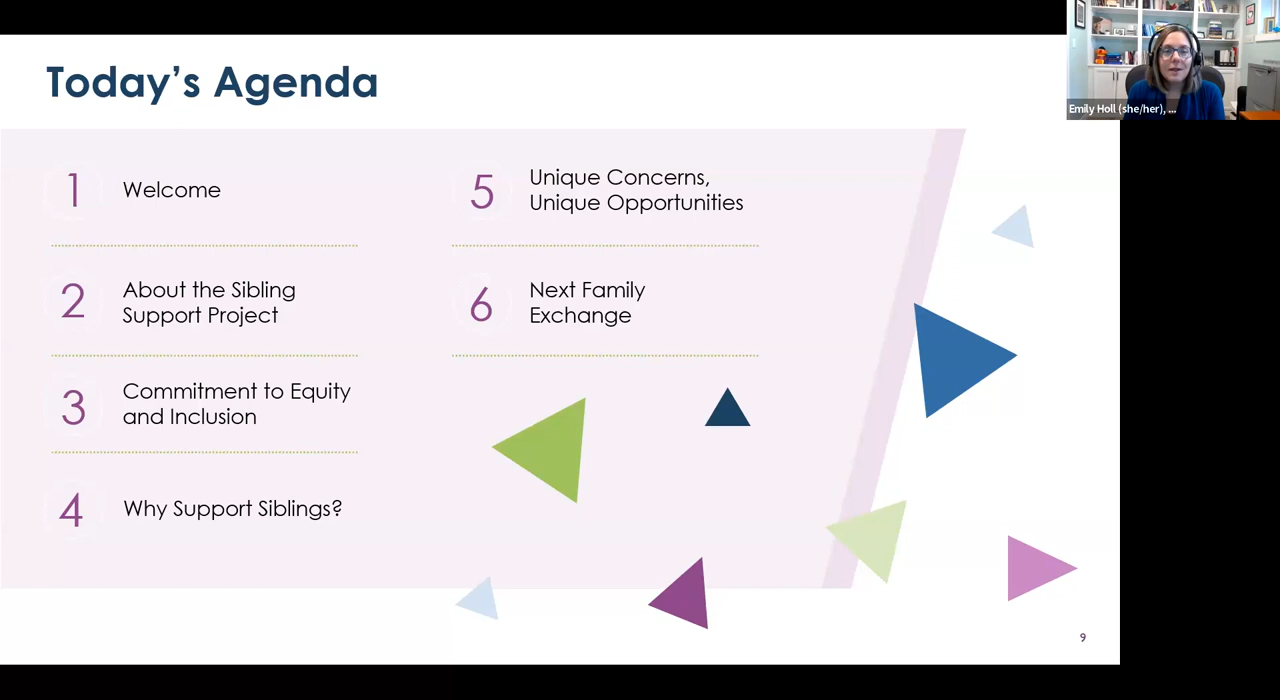 Today's Agenda
1
Welcome
2
About the Sibling
Support Project
3
Commitment to Equity
and Inclusion
4
Why Support Siblings?
5
Unique Concerns,
Unique Opportunities
6
Next Family
Exchange
9
Emily Holl (she/her), ...